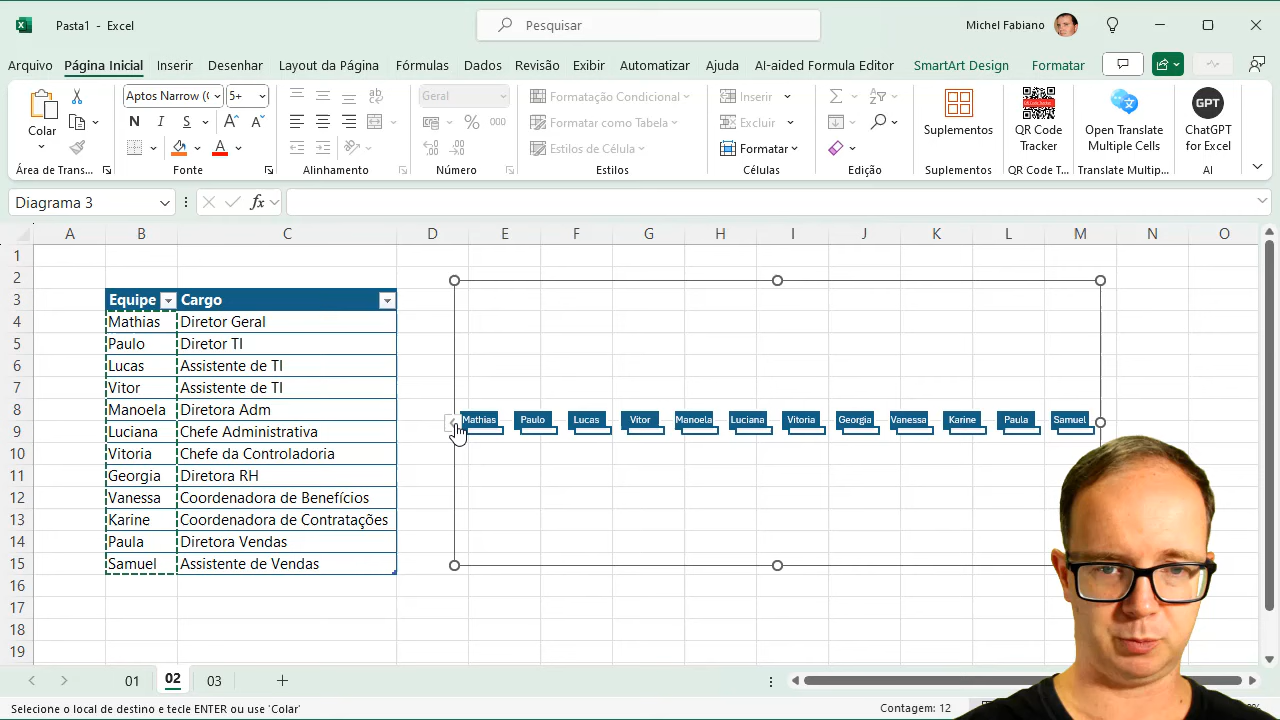 Pasta1 - Excel
Pesquisar
Michel Fabiano
Arquivo Página Inicial Inserir Desenhar Layout da Página Fórmulas Dados Revisão Exibir Automatizar Ajuda AI-aided Formula Editor SmartArt Design Formatar
Colar
Área de Trans...
Aptos Narrow (C 5+
N I S
Fonte
Alinhamento
Geral
% 000
Número
Formatação Condicional
Formatar como Tabela
Estilos de Célula
Estilos
Inserir
Excluir
Formatar
Células
Edição
Suplementos
Suplementos
QR Code Tracker
QR Code T...
Open Translate Multiple Cells
Translate Multip...
GPT
ChatGPT for Excel
AI
Diagrama 3
fx
A B C D E F G H I J K L M N O
1
2
3 Equipe Cargo
4 Mathias Diretor Geral
5 Paulo Diretor TI
6 Lucas Assistente de TI
7 Vitor Assistente de TI
8 Manoela Diretora Adm
9 Luciana Chefe Administrativa
10 Vitoria Chefe da Controladoria
11 Georgia Diretora RH
12 Vanessa Coordenadora de Benefícios
13 Karine Coordenadora de Contratações
14 Paula Diretora Vendas
15 Samuel Assistente de Vendas
16
17
18
19
Mathias Paulo Lucas Vitor Manoela Luciana Vitoria Georgia Vanessa Karine Paula Samuel
01 02 03
Selecione o local de destino e tecle ENTER ou use 'Colar'
Contagem: 12